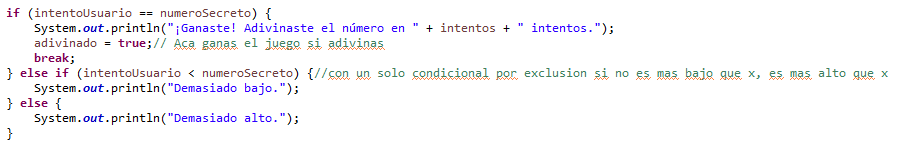 if (intentoUsuario == numeroSecreto) {
    System.out.println("¡Ganaste! Adivinaste el número en " + intentos + " intentos.");
    adivinado = true;// Aca ganas el juego si adivinas
    break;
} else if (intentoUsuario < numeroSecreto) {//con un solo condicional por exclusion si no es mas bajo que x, es mas alto que x
    System.out.println("Demasiado bajo.");
} else {
    System.out.println("Demasiado alto.");
}